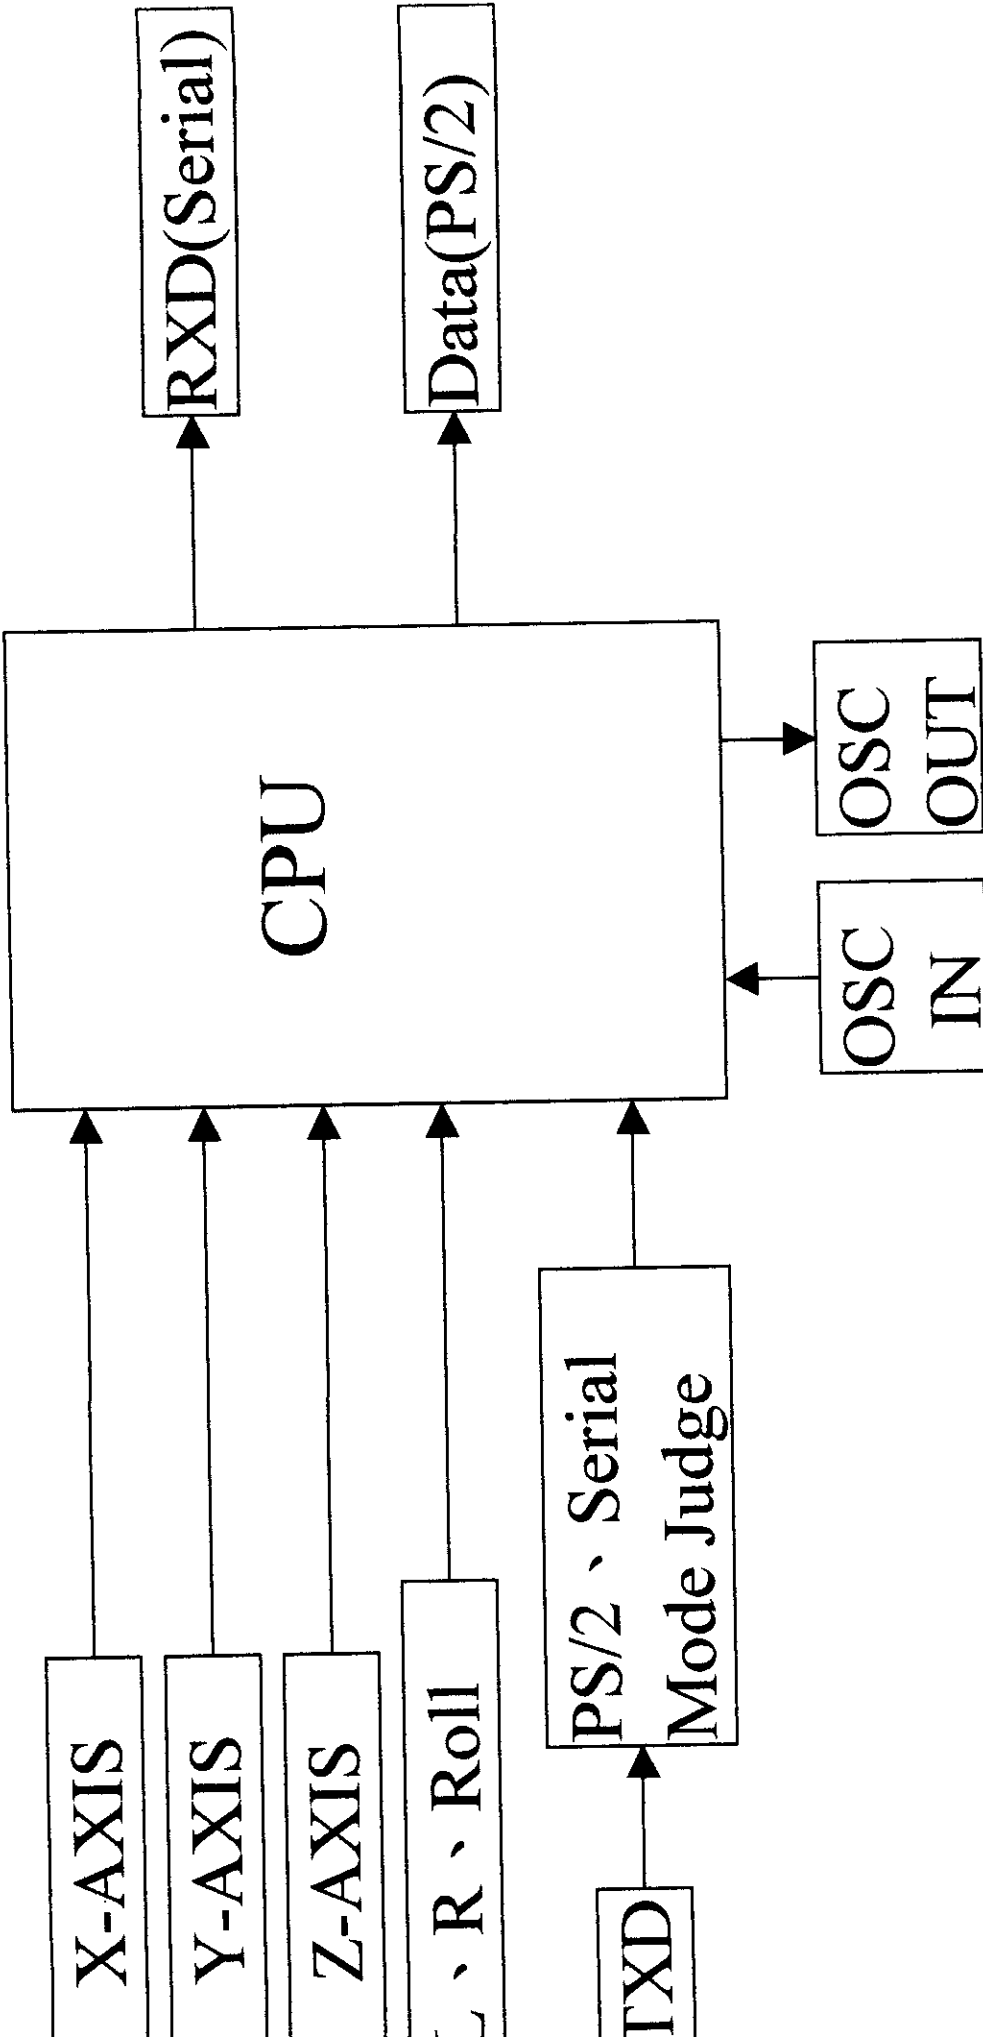 X-AXIS
Y-AXIS
Z-AXIS
L、R、Roll
TXD
PS/2、Serial
Mode Judge
CPU
OSC
IN
OSC
OUT
RXD(Serial)
Data(PS/2)